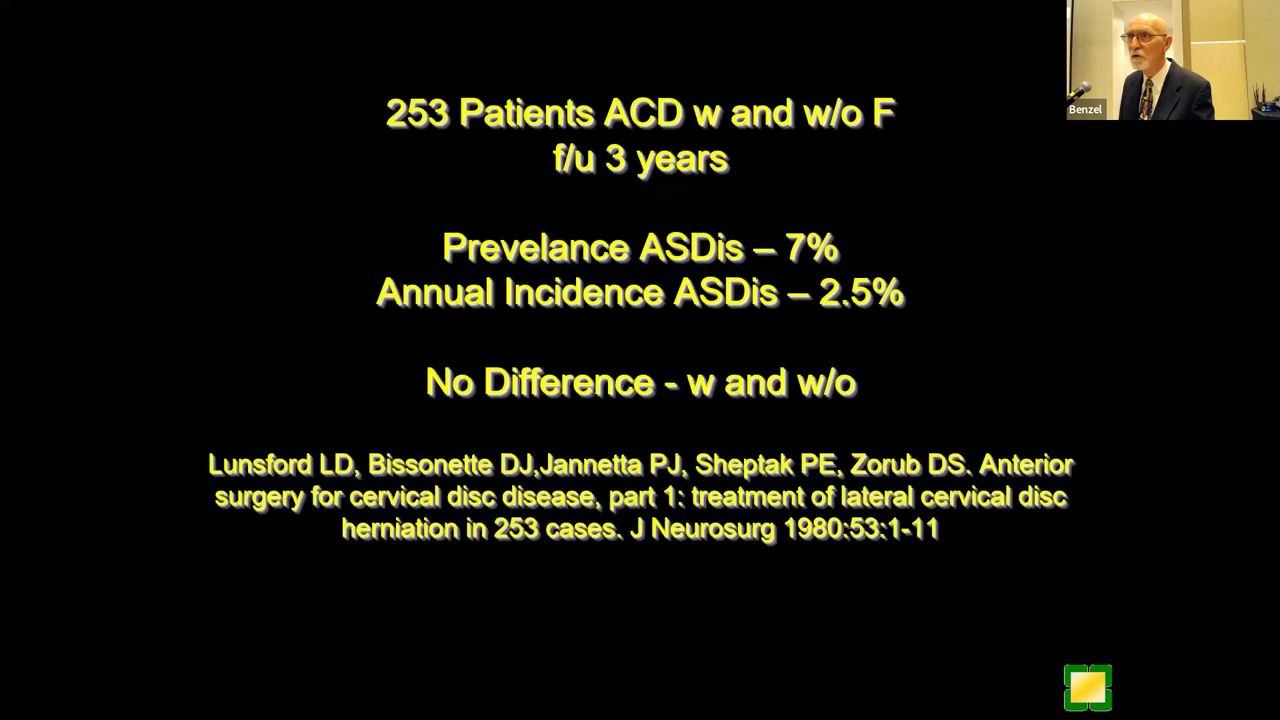 253 Patients ACD w and w/o F
f/u 3 years
Prevelance ASDis – 7%
Annual Incidence ASDis – 2.5%
No Difference - w and w/o
Lunsford LD, Bissonette DJ,Jannetta PJ, Sheptak PE, Zorub DS. Anterior
surgery for cervical disc disease, part 1: treatment of lateral cervical disc
herniation in 253 cases. J Neurosurg 1980:53:1-11
Benzel